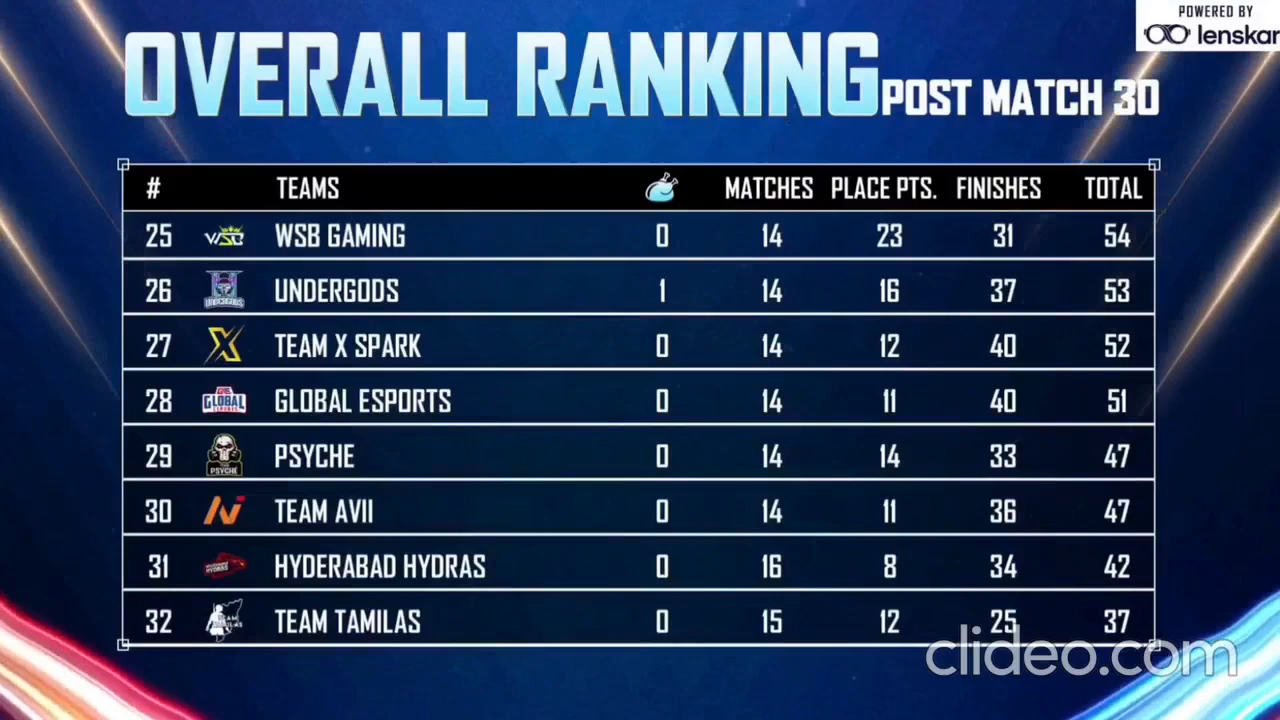 POWERED BY
lenskar
OVERALL RANKING POST MATCH 30
# TEAMS MATCHES PLACE PTS. FINISHES TOTAL
25 WSB GAMING 0 14 23 31 54
26 UNDERGODS 1 14 16 37 53
27 TEAM X SPARK 0 14 12 40 52
28 GLOBAL GLOBAL ESPORTS 0 14 11 40 51
29 PSYCHE PSYCHE 0 14 14 33 47
30 TEAM AVII 0 14 11 36 47
31 HYDERABAD HYDRAS 0 16 8 34 42
32 TEAM TAMILAS 0 15 12 25 37
clideo.com